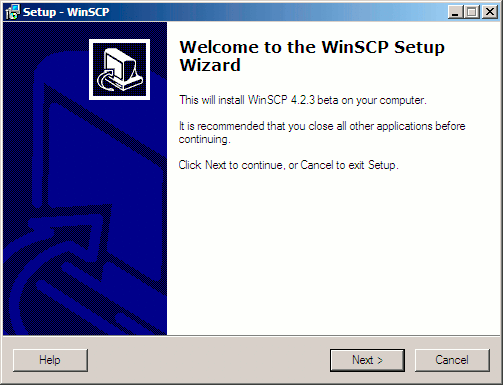 Setup - WinSCP
Welcome to the WinSCP Setup
Wizard
This will install WinSCP 4.2.3 beta on your computer.
It is recommended that you close all other applications before
continuing.
Click Next to continue, or Cancel to exit Setup.
Help
Next >
Cancel